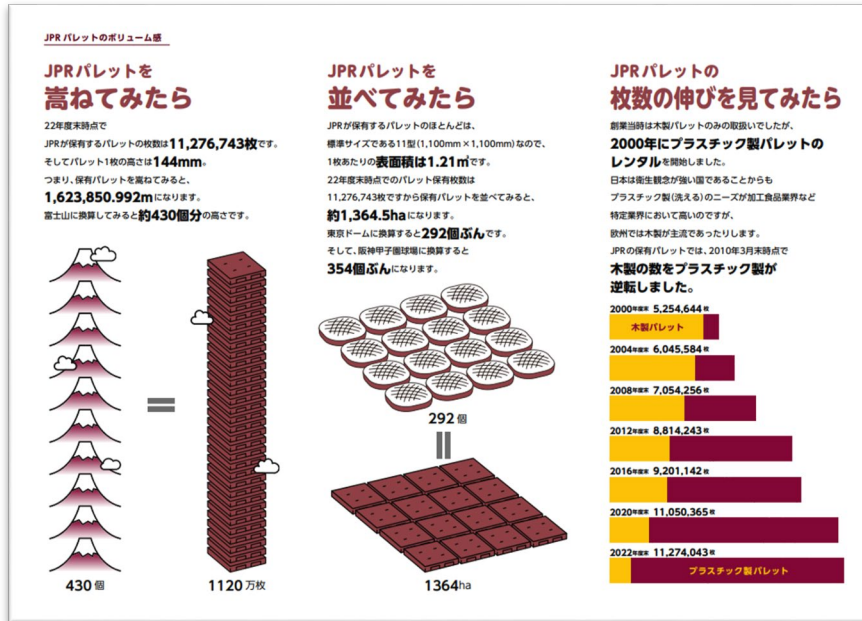 JPR パレットのボリューム感
JPRパレットを
嵩ねてみたら
22年度末時点で
JPRが保有するパレットの枚数は11,276,743枚です。
そしてパレット1枚の高さは144mm。
つまり、保有パレットを嵩ねてみると、
1,623,850.992mになります。
富士山に換算してみると約430個分の高さです。
430 個
1120 万枚
JPRパレットを
並べてみたら
JPRが保有するパレットのほとんどは、
標準サイズである11型(1,100mm×1,100mm)なので、
1枚あたりの表面積は1.21㎡です。
22年度末時点でのパレット保有枚数は
11,276,743枚ですから保有パレットを並べてみると、
約1,364.5haになります。
東京ドームに換算すると292個ぶんです。
そして、阪神甲子園球場に換算すると
354個ぶんになります。
292 個
1364ha
JPRパレットの
枚数の伸びを見てみたら
創業当時は木製パレットのみの取扱いでしたが、
2000年にプラスチック製パレットの
レンタルを開始しました。
日本は衛生観念が強い国であることからも
プラスチック製(洗える)のニーズが加工食品業界など
特定業界において高いのですが、
欧州では木製が主流であったりします。
JPRの保有パレットでは、2010年3月末時点で
木製の数をプラスチック製が
逆転しました。
2000年度末 5,254,644枚
木製パレット
2004年度末 6,045,584枚
2008年度末 7,054,256枚
2012年度末 8,814,243枚
2016年度末 9,201,142枚
2020年度末 11,050,365枚
2022年度末 11,274,043枚
プラスチック製パレット